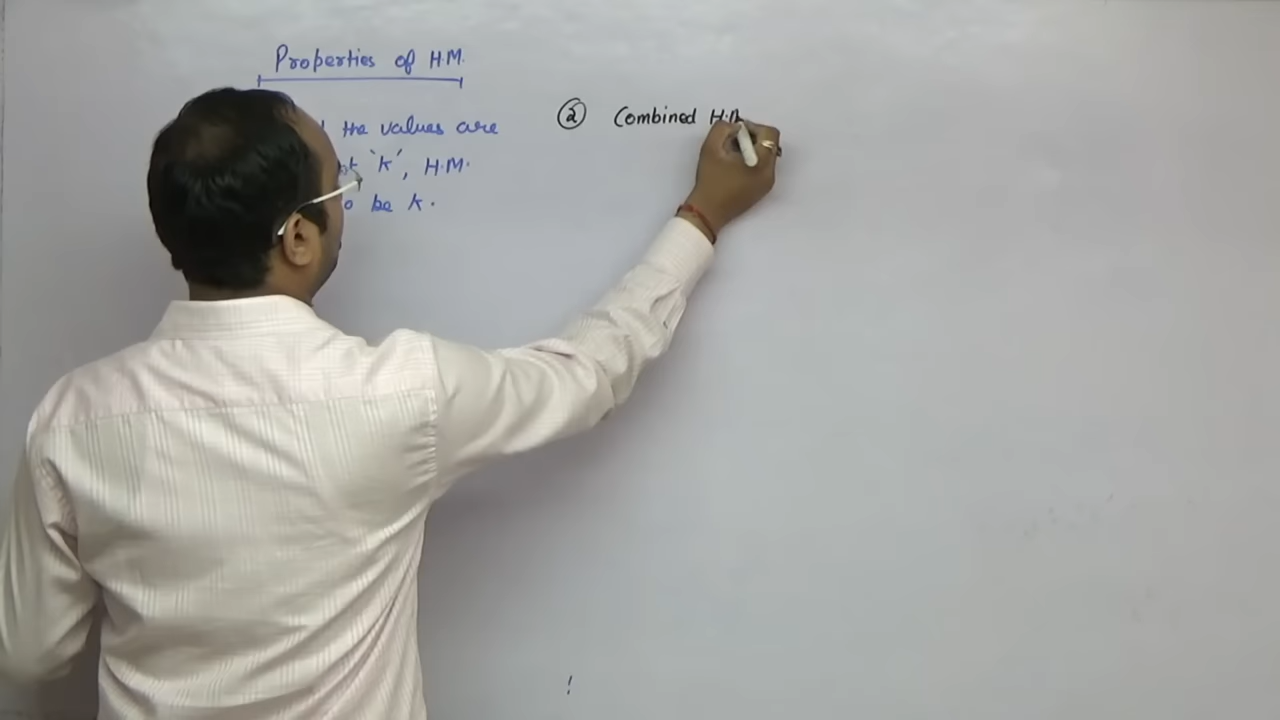 Properties of H.M.
the values are
'k', H.M.
be k.
② Combined
!